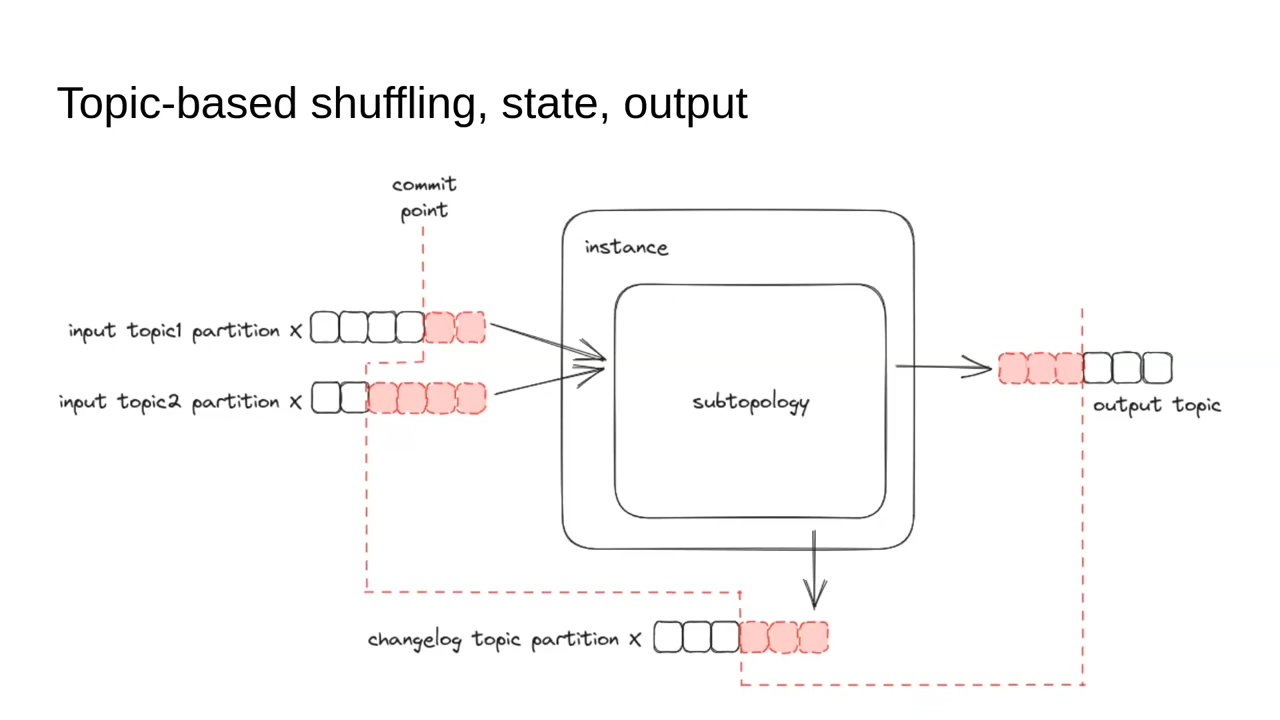 Topic-based shuffling, state, output
commit
point
instance
input topic1 partition x
input topic2 partition x
subtopology
output topic
changelog topic partition x